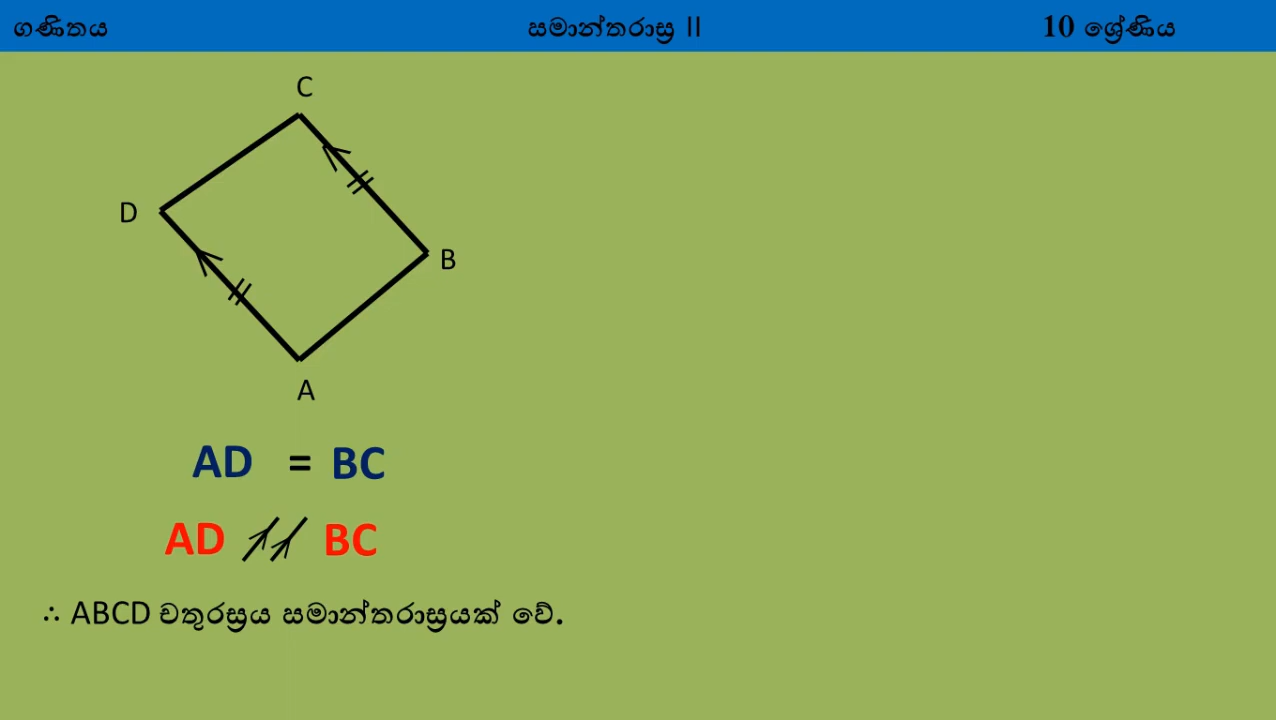 ගණිතය සමාන්තරාස්‍ර II 10 ශ්‍රේණිය
C
D
B
A
AD = BC
AD // BC
∴ ABCD චතුරස්‍රය සමාන්තරාස්‍රයක් වේ.